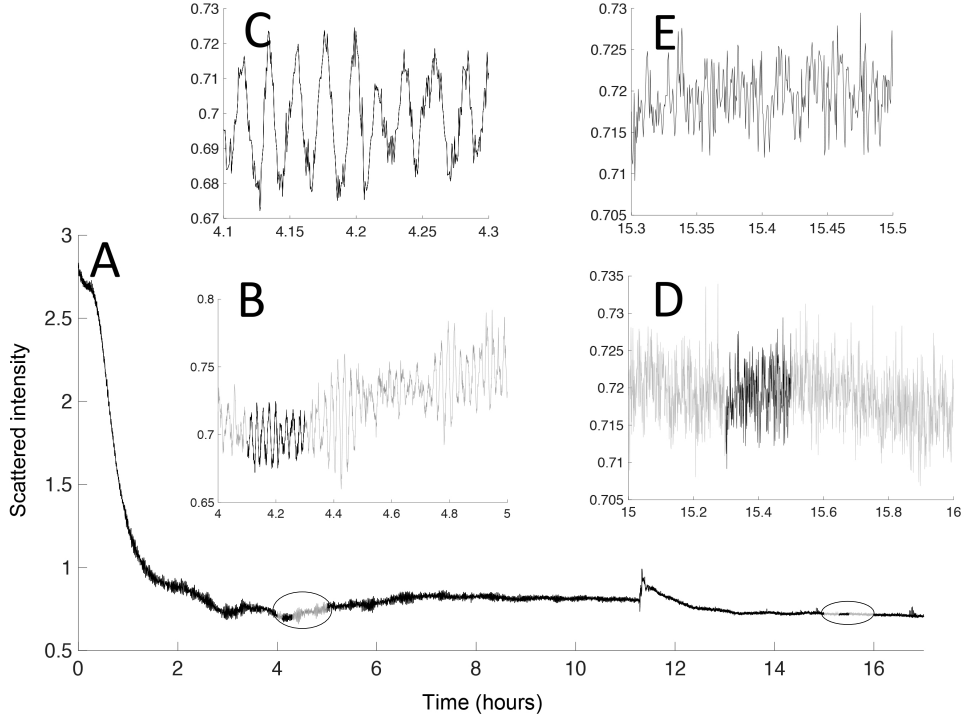 C
0.73
0.72
0.71
0.7
0.69
0.68
0.67
4.1 4.15 4.2 4.25 4.3
E
0.73
0.725
0.72
0.715
0.71
0.705
15.3 15.35 15.4 15.45 15.5
A
3
2.5
2
1.5
1
0.5
0 2 4 6 8 10 12 14 16
Scattered intensity
Time (hours)
B
0.8
0.75
0.7
0.65
4 4.2 4.4 4.6 4.8 5
D
0.735
0.73
0.725
0.72
0.715
0.71
0.705
15 15.2 15.4 15.6 15.8 16